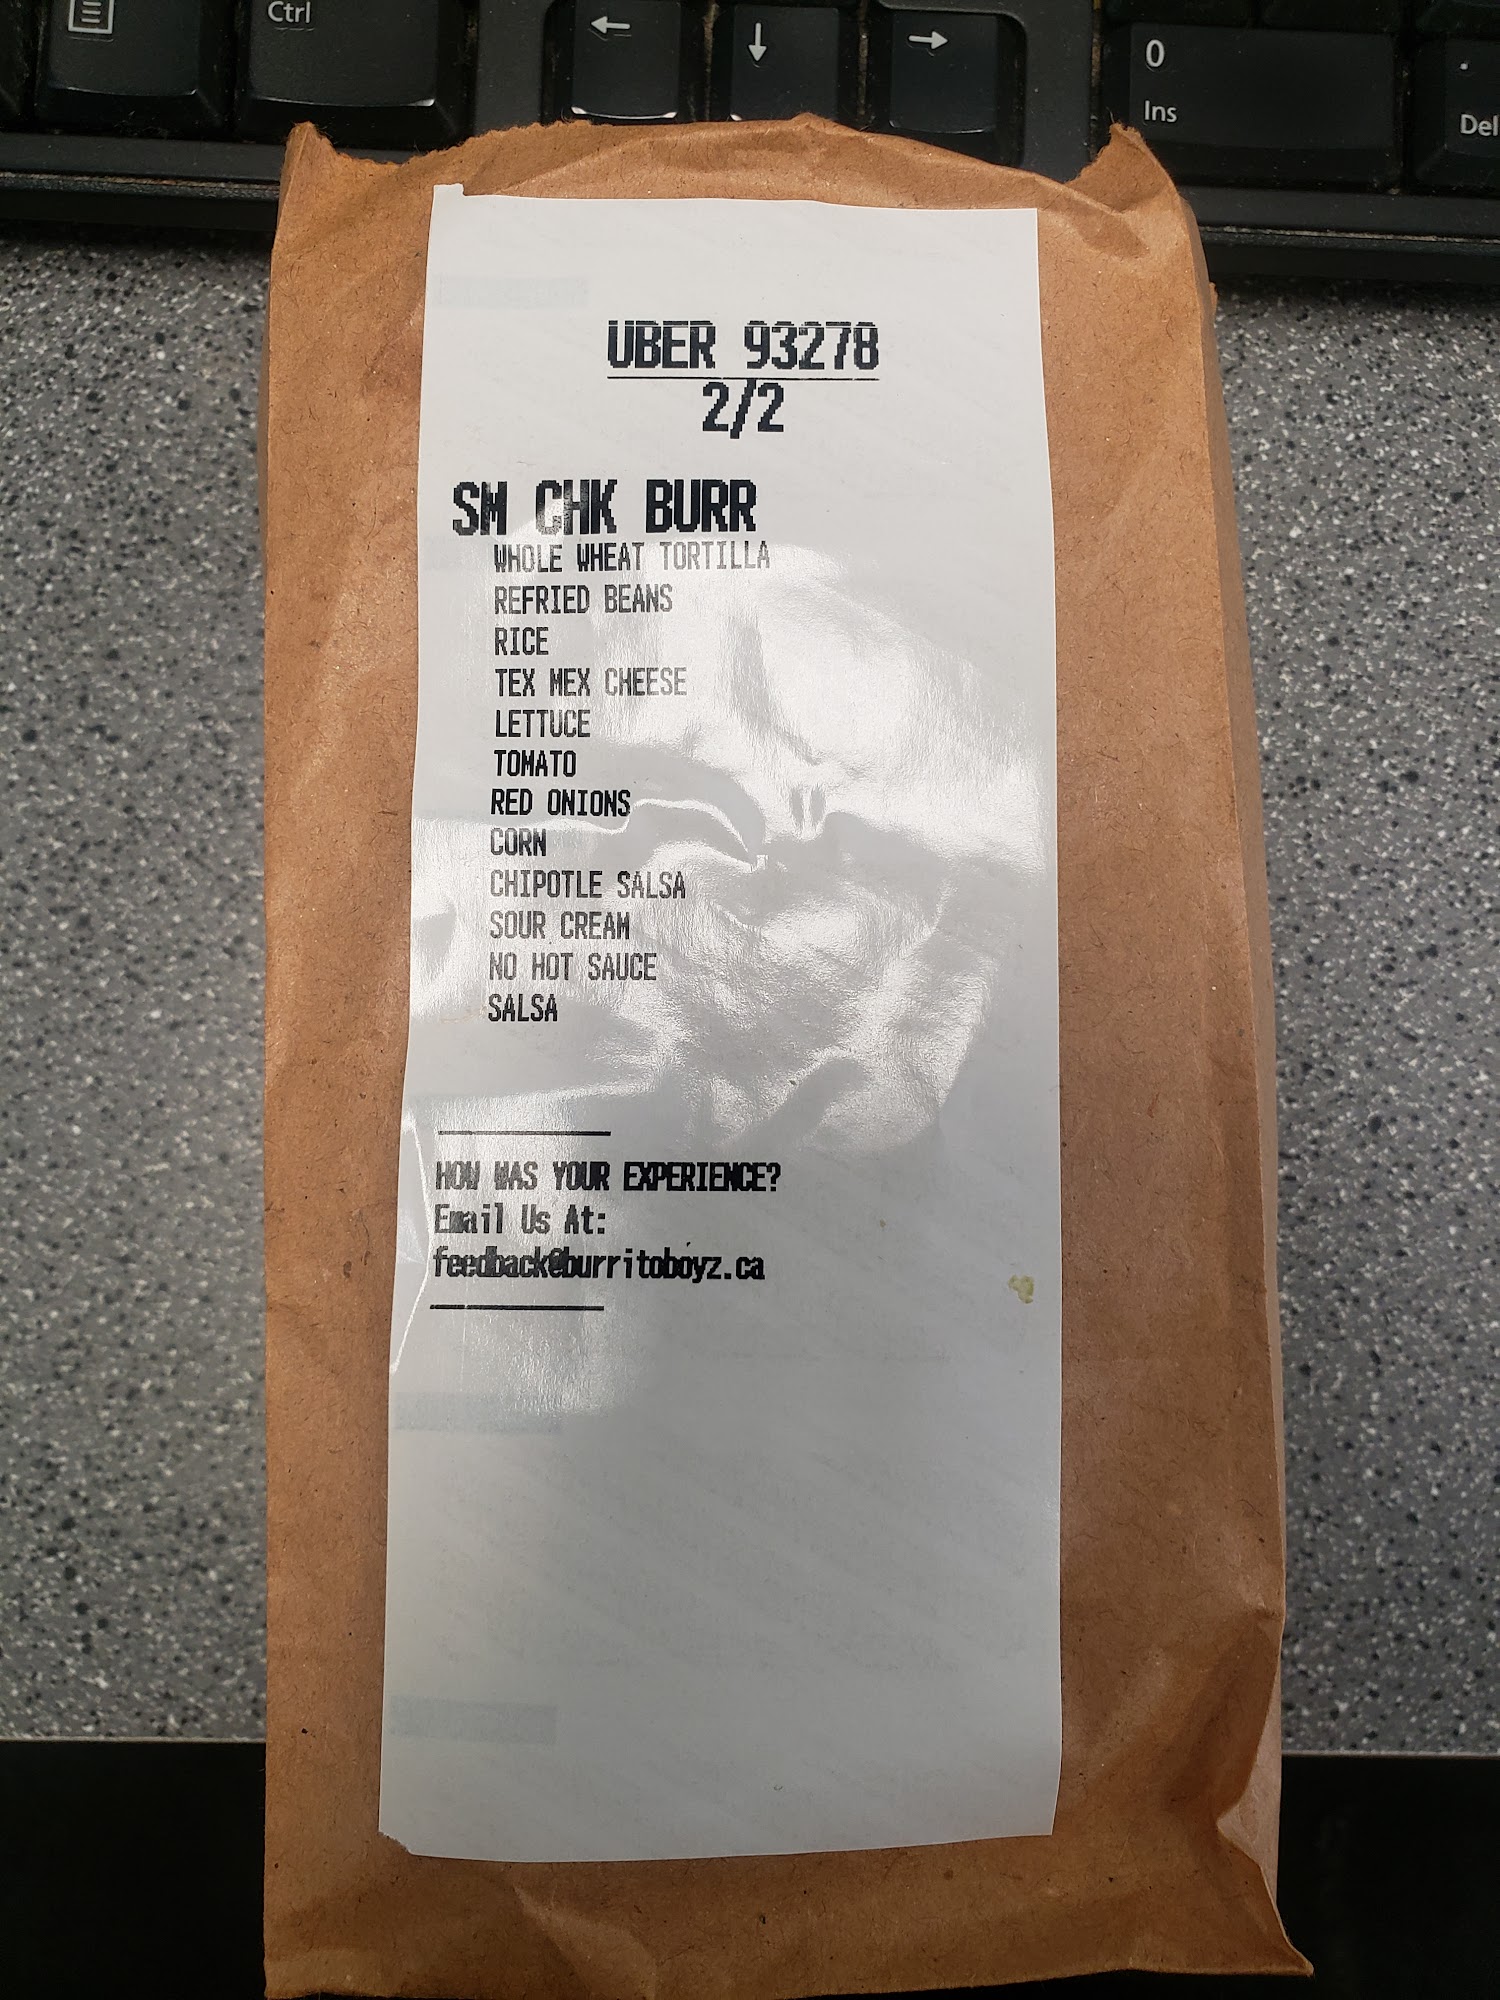 Ctrl
←
↓
→
0
Ins
.
Del
UBER 93278
2/2
SM CHK BURR
WHOLE WHEAT TORTILLA
REFRIED BEANS
RICE
TEX MEX CHEESE
LETTUCE
TOMATO
RED ONIONS
CORN
CHIPOTLE SALSA
SOUR CREAM
NO HOT SAUCE
SALSA
HOW WAS YOUR EXPERIENCE?
Email Us At:
feedback@burritoboyz.ca